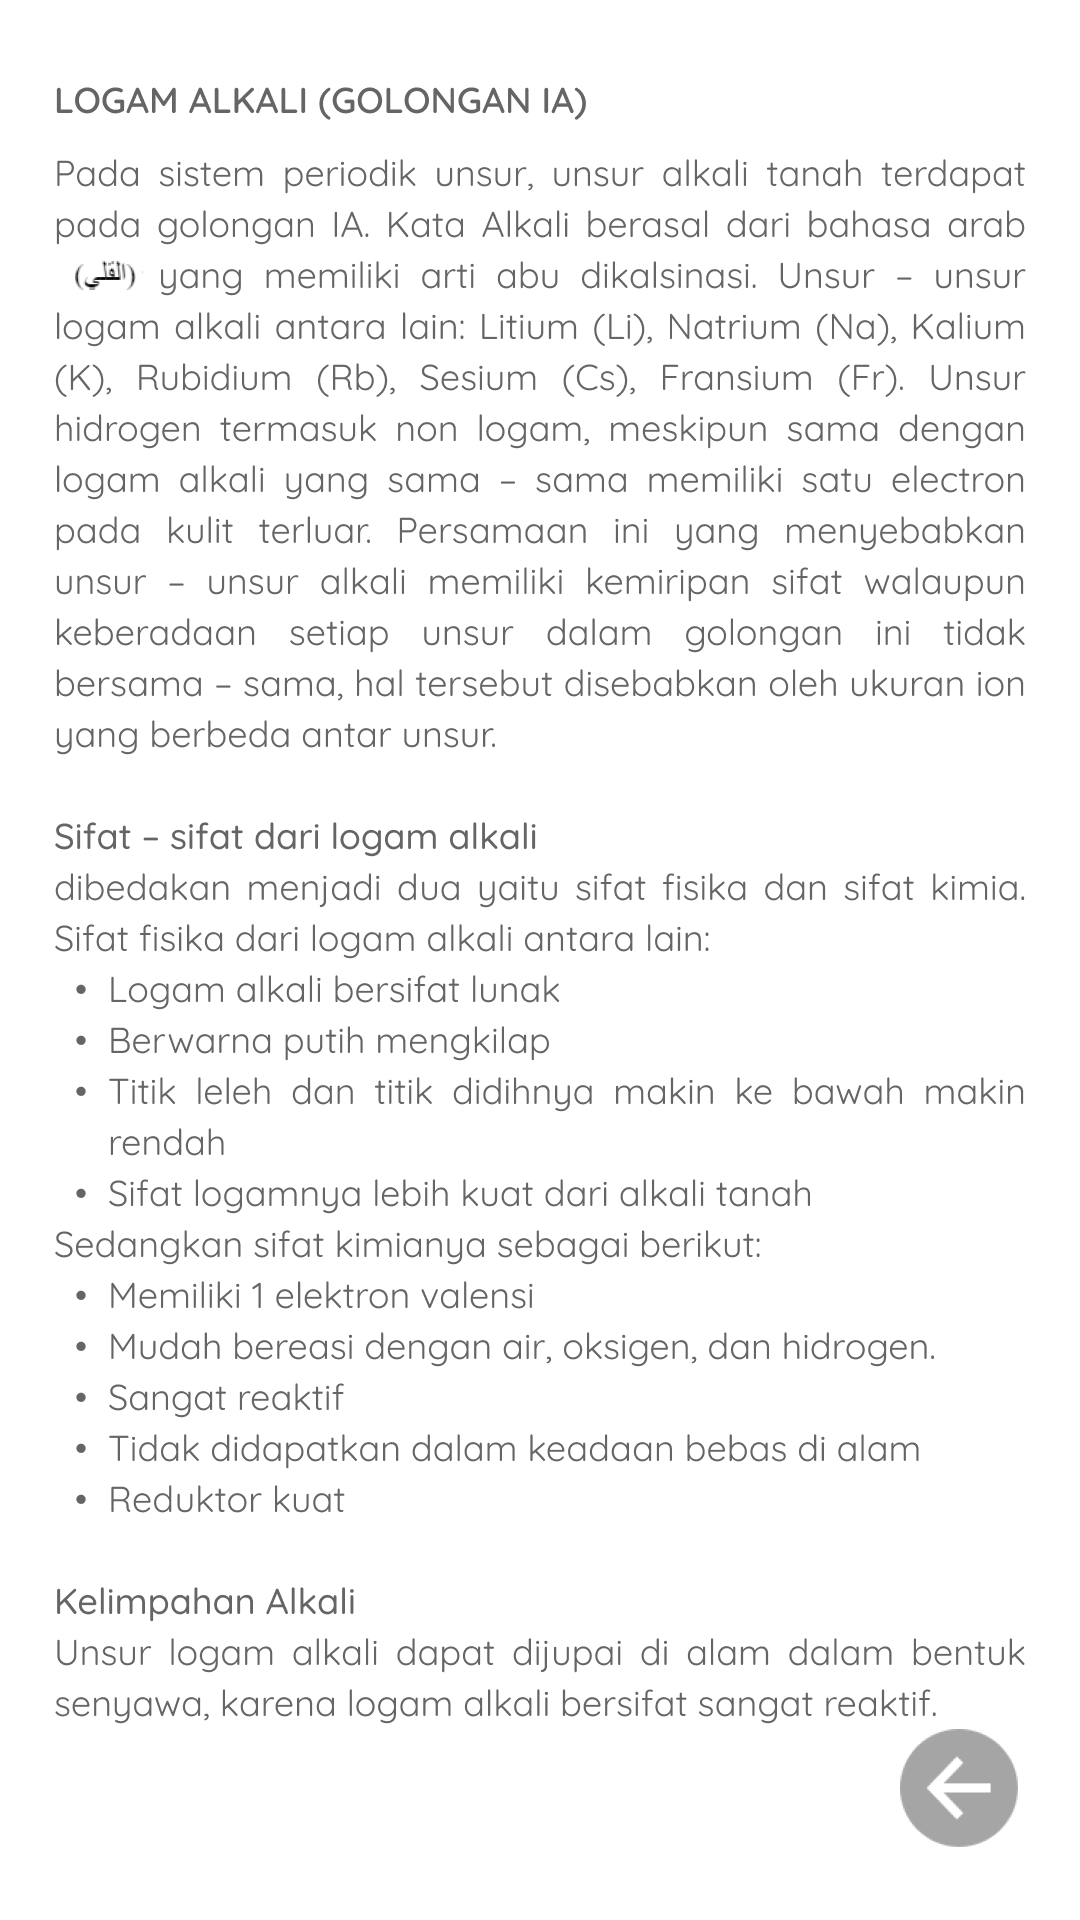 LOGAM ALKALI (GOLONGAN IA)
Pada sistem periodik unsur, unsur alkali tanah terdapat
pada golongan IA. Kata Alkali berasal dari bahasa arab
(القلي) yang memiliki arti abu dikalsinasi. Unsur – unsur
logam alkali antara lain: Litium (Li), Natrium (Na), Kalium
(K), Rubidium (Rb), Sesium (Cs), Fransium (Fr). Unsur
hidrogen termasuk non logam, meskipun sama dengan
logam alkali yang sama – sama memiliki satu electron
pada kulit terluar. Persamaan ini yang menyebabkan
unsur – unsur alkali memiliki kemiripan sifat walaupun
keberadaan setiap unsur dalam golongan ini tidak
bersama – sama, hal tersebut disebabkan oleh ukuran ion
yang berbeda antar unsur.
Sifat – sifat dari logam alkali
dibedakan menjadi dua yaitu sifat fisika dan sifat kimia.
Sifat fisika dari logam alkali antara lain:
• Logam alkali bersifat lunak
• Berwarna putih mengkilap
• Titik leleh dan titik didihnya makin ke bawah makin
rendah
• Sifat logamnya lebih kuat dari alkali tanah
Sedangkan sifat kimianya sebagai berikut:
• Memiliki 1 elektron valensi
• Mudah bereasi dengan air, oksigen, dan hidrogen.
• Sangat reaktif
• Tidak didapatkan dalam keadaan bebas di alam
• Reduktor kuat
Kelimpahan Alkali
Unsur logam alkali dapat dijupai di alam dalam bentuk
senyawa, karena logam alkali bersifat sangat reaktif.